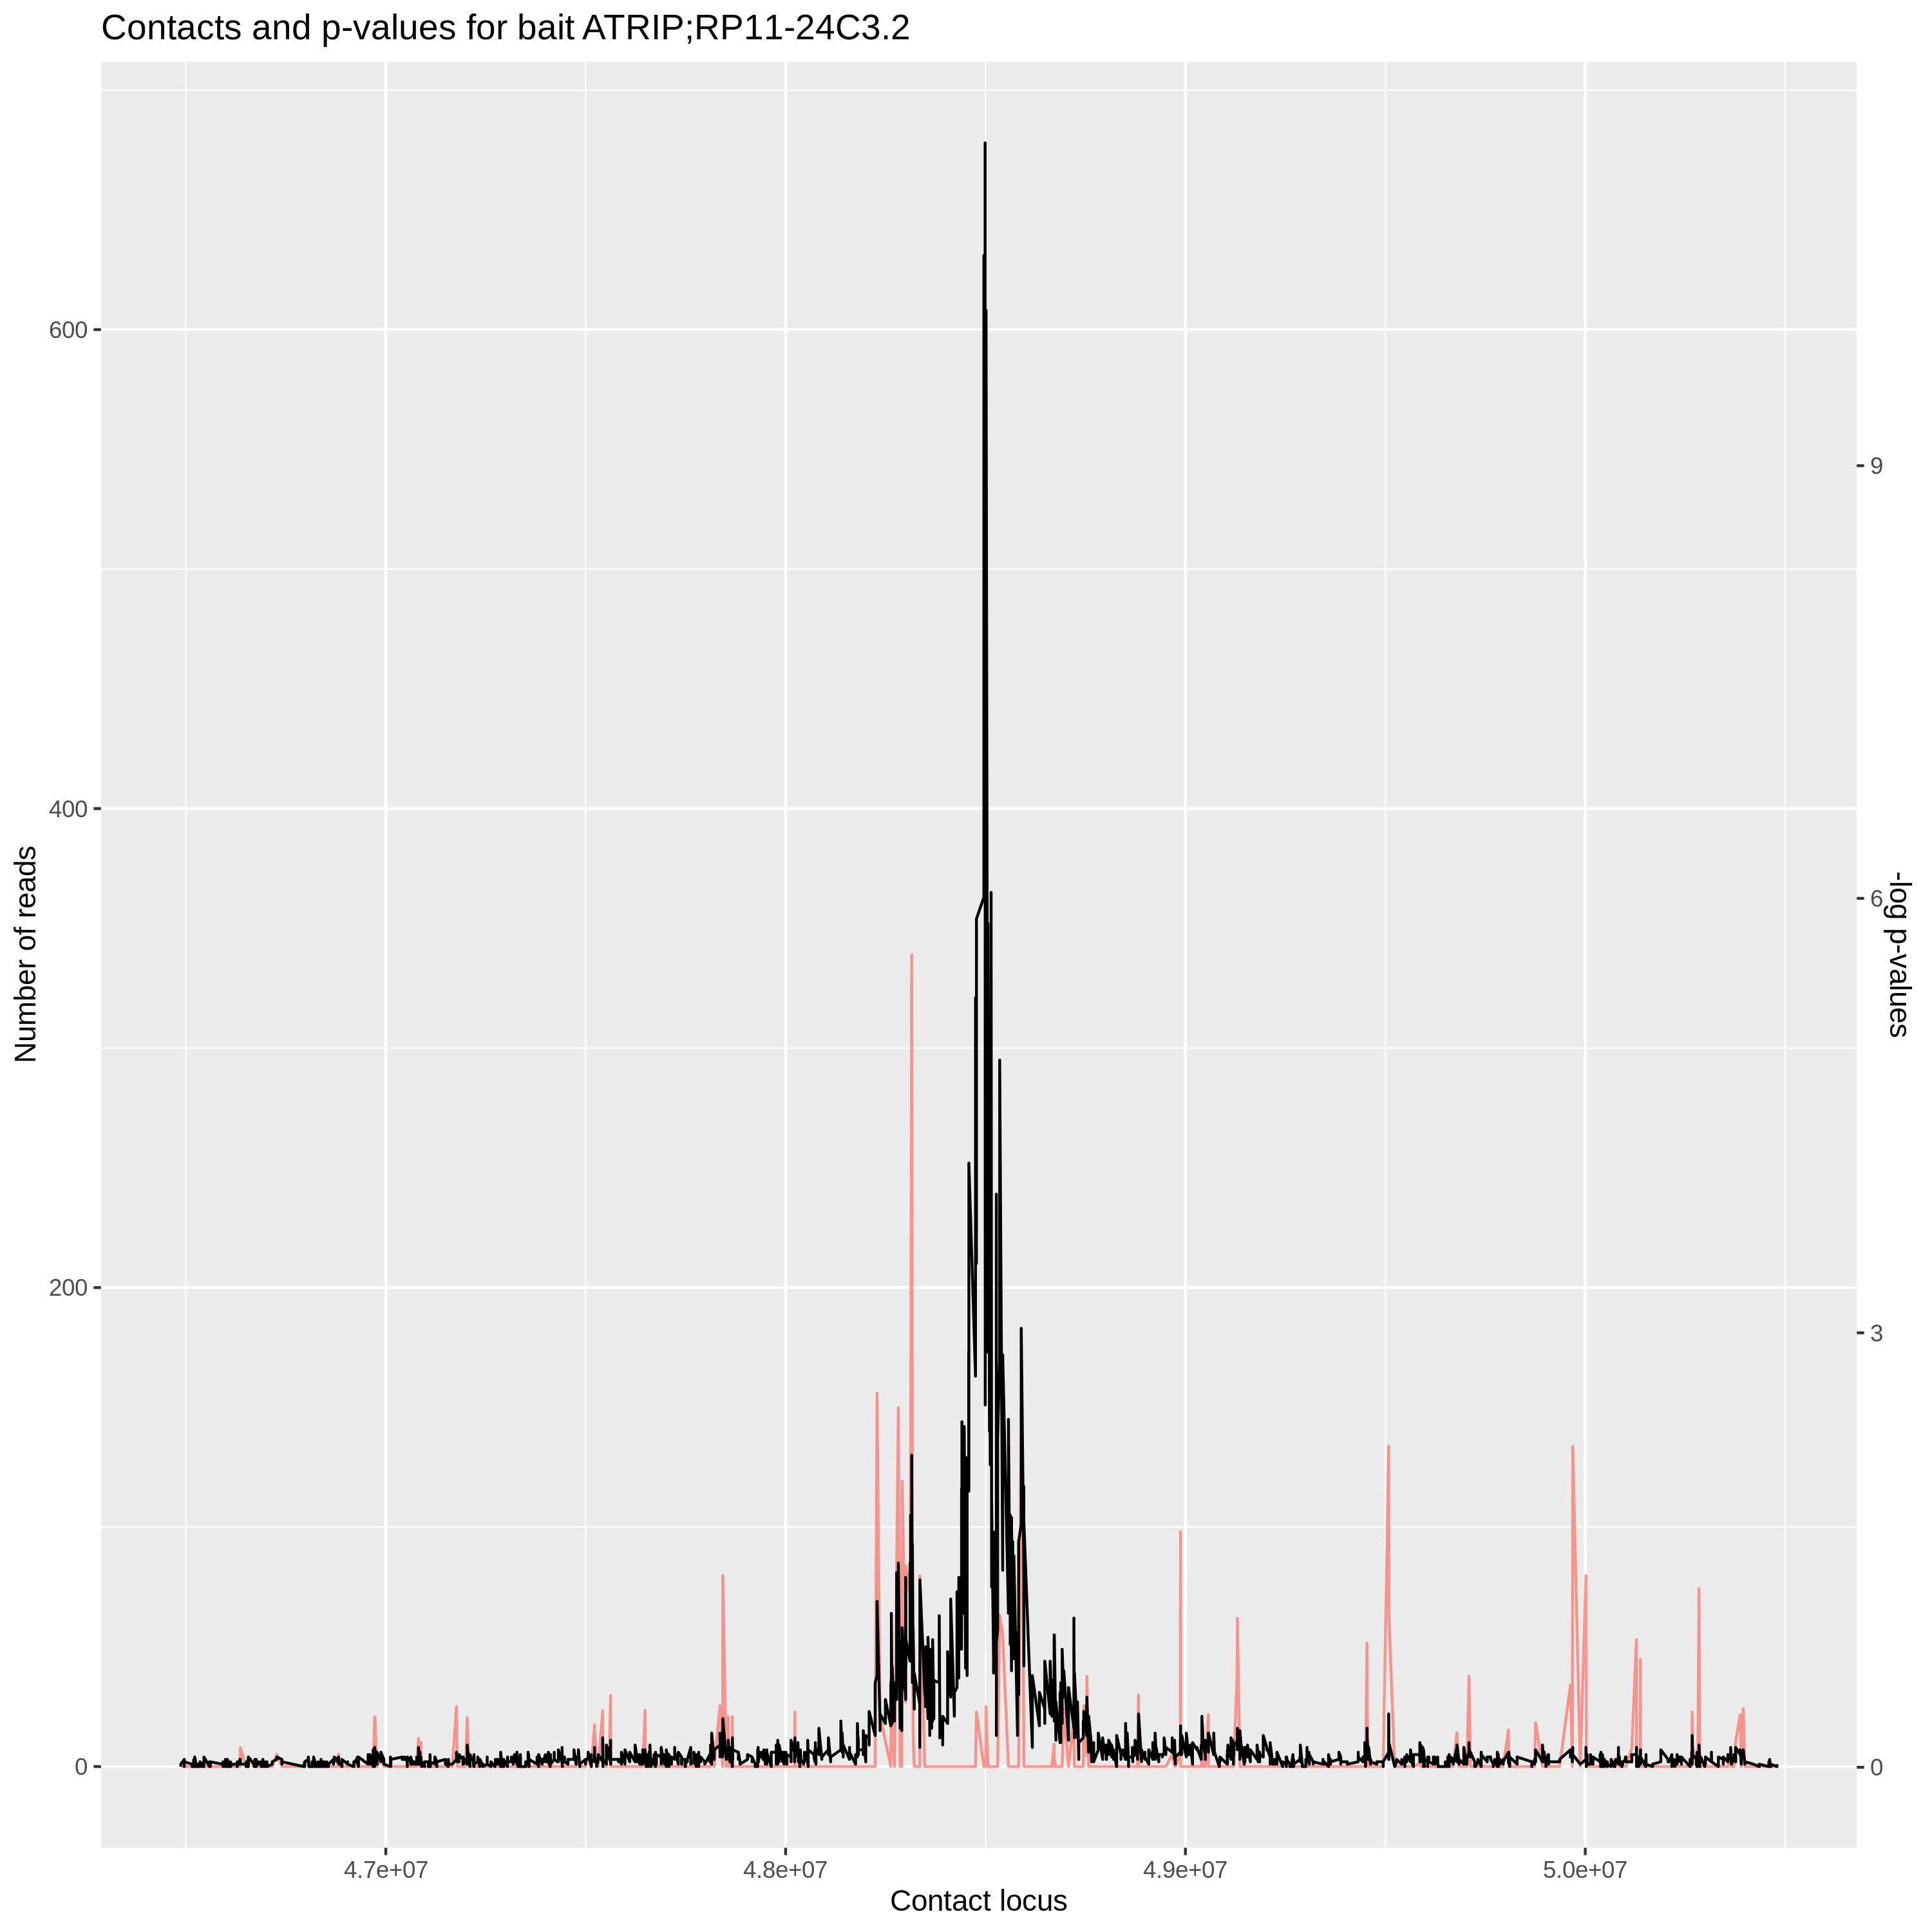 Contacts and p-values for bait ATRIP;RP11-24C3.2
600
400
200
0
9
6
3
0
Number of reads
-log p-values
4.7e+07
4.8e+07
4.9e+07
5.0e+07
Contact locus